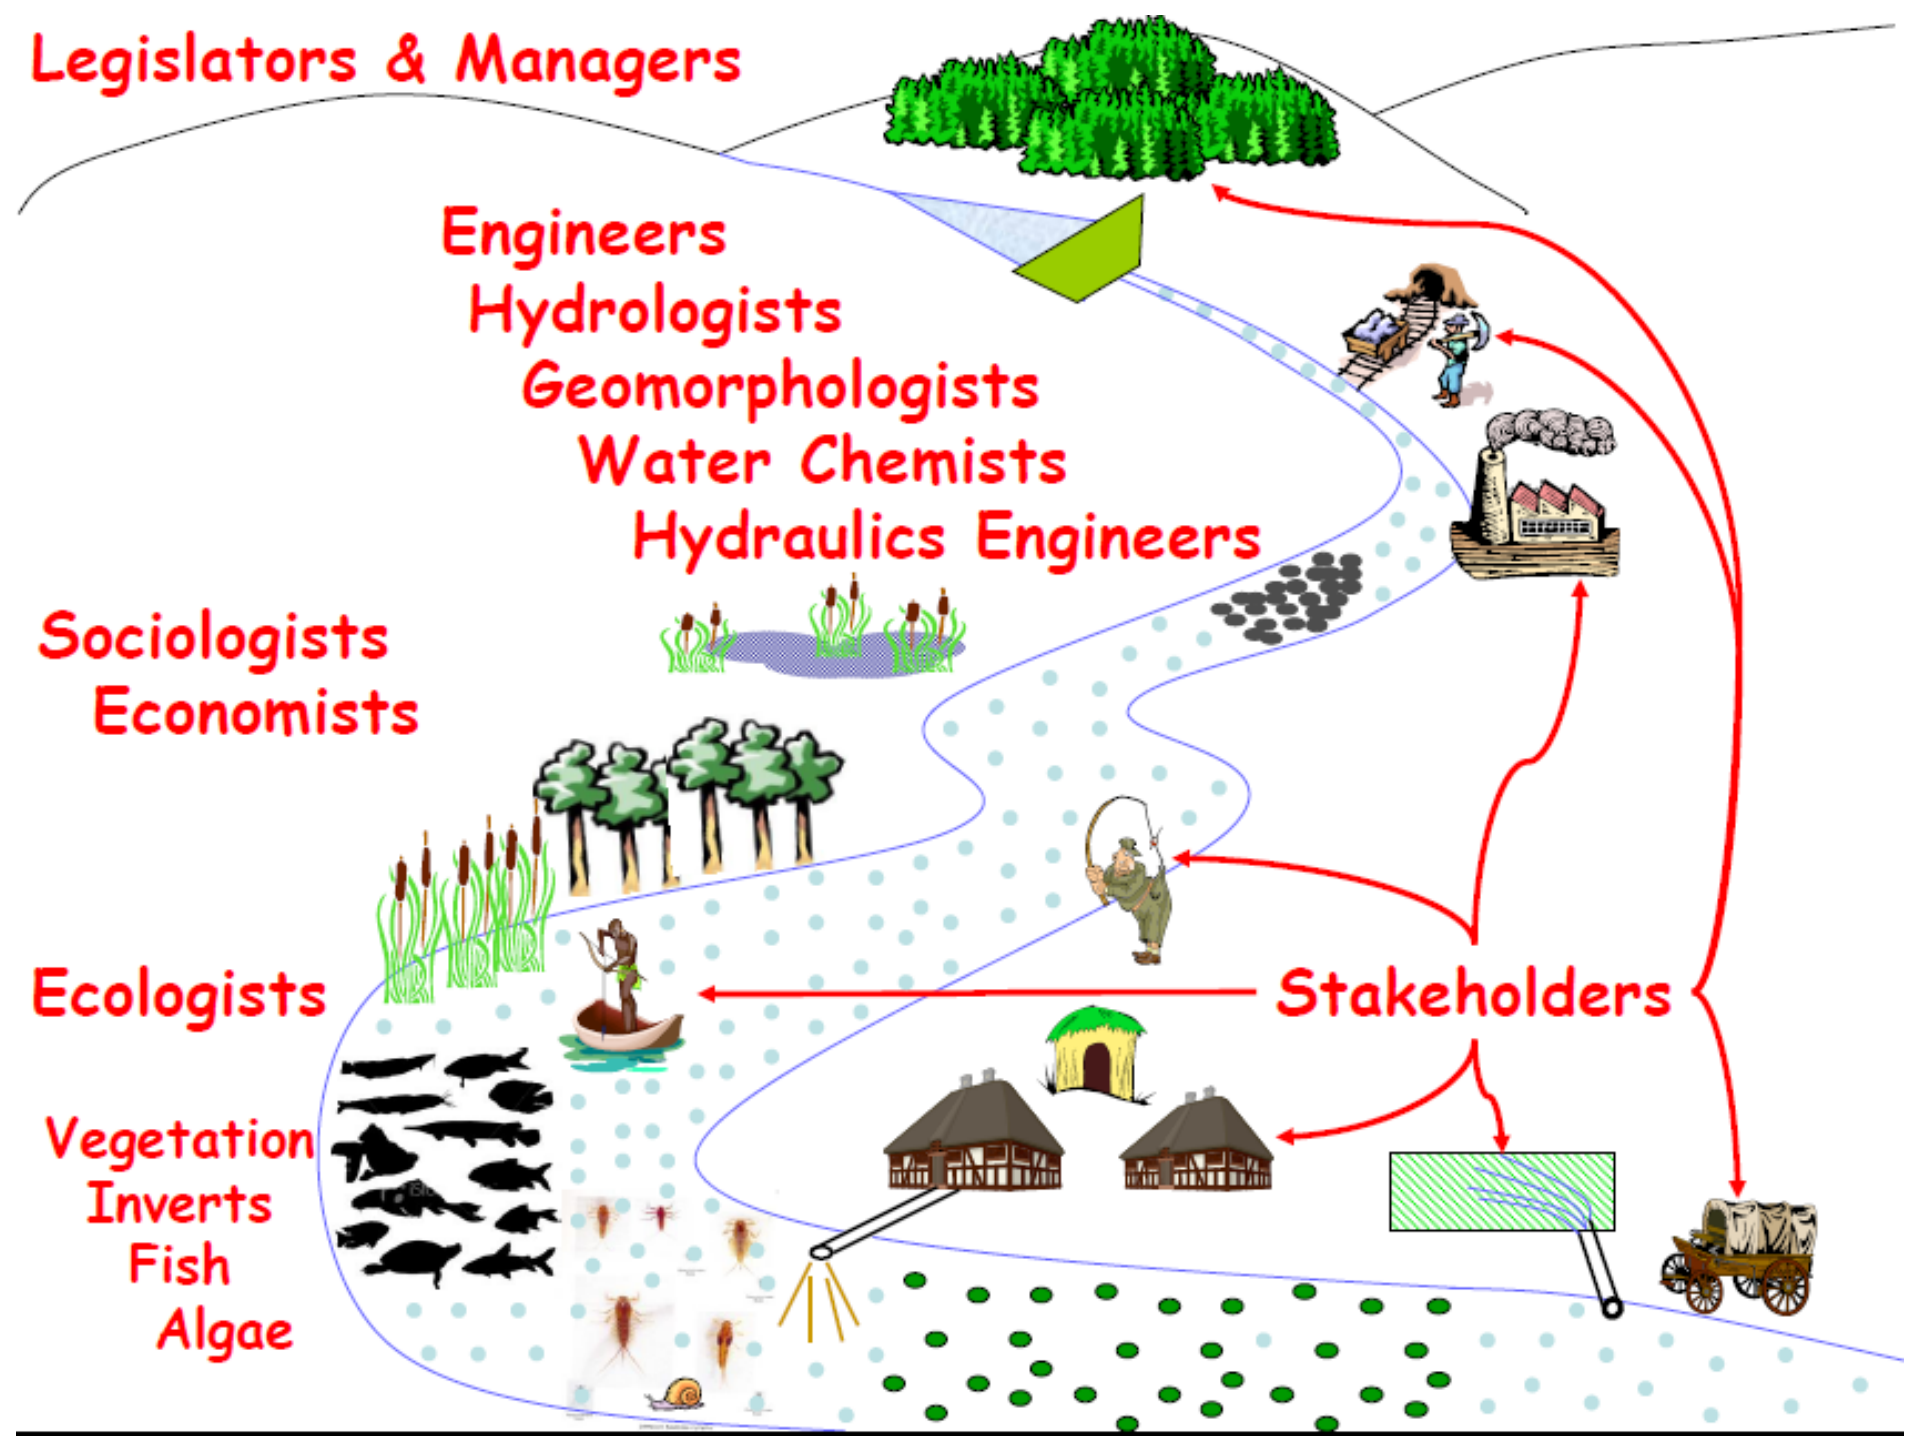 Legislators & Managers
Engineers
Hydrologists
Geomorphologists
Water Chemists
Hydraulics Engineers
Sociologists
Economists
Ecologists
Stakeholders
Vegetation
Inverts
Fish
Algae